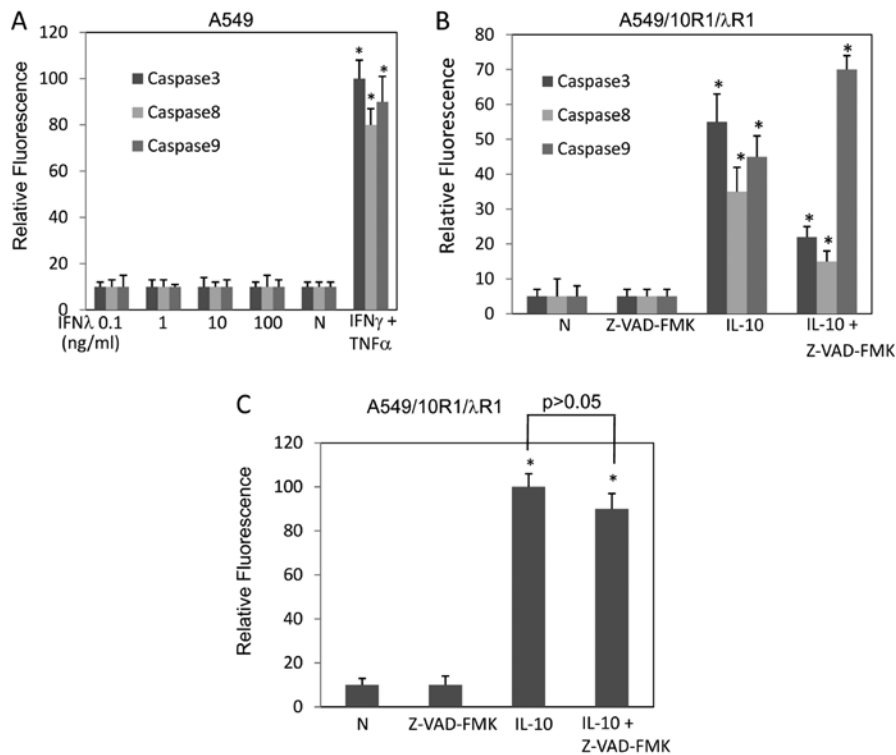 A
A549
Relative Fluorescence
120
100
80
60
40
20
0
Caspase3
Caspase8
Caspase9
*
*
*
IFNλ 0.1
(ng/ml)
1
10
100
N
IFNγ +
TNFα
B
A549/10R1/λR1
Relative Fluorescence
80
70
60
50
40
30
20
10
0
Caspase3
Caspase8
Caspase9
*
*
*
*
*
*
N
Z-VAD-FMK
IL-10
IL-10 +
Z-VAD-FMK
C
A549/10R1/λR1
p>0.05
Relative Fluorescence
120
100
80
60
40
20
0
*
*
N
Z-VAD-FMK
IL-10
IL-10 +
Z-VAD-FMK